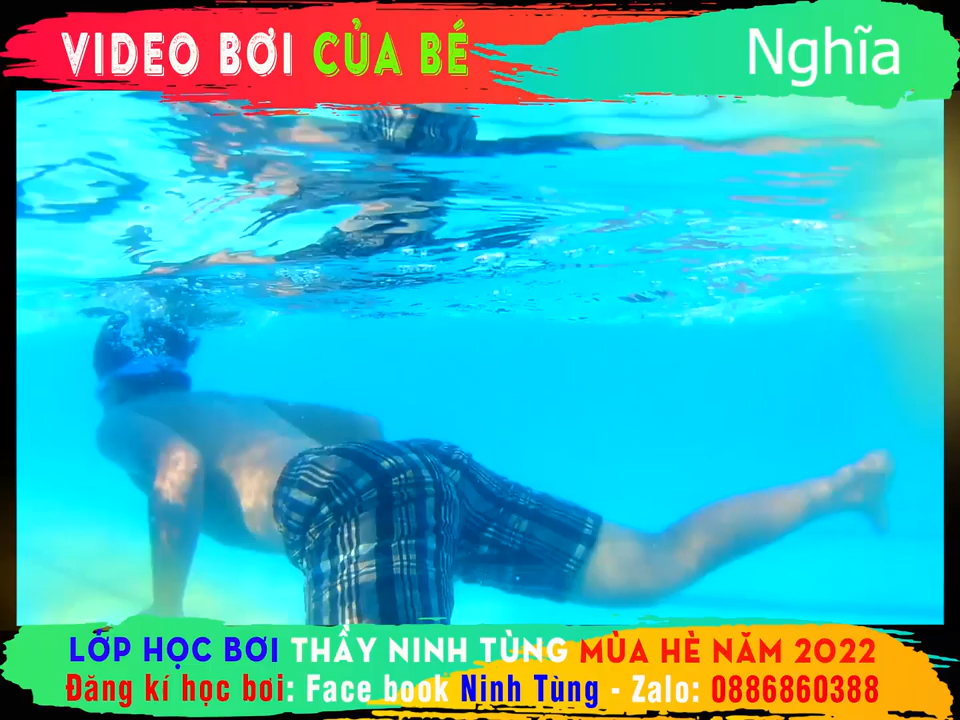 VIDEO BƠI CỦA BÉ
Nghĩa
LỚP HỌC BƠI THẦY NINH TÙNG MÙA HÈ NĂM 2022
Đăng kí học bơi: Face book Ninh Tùng - Zalo: 0886860388